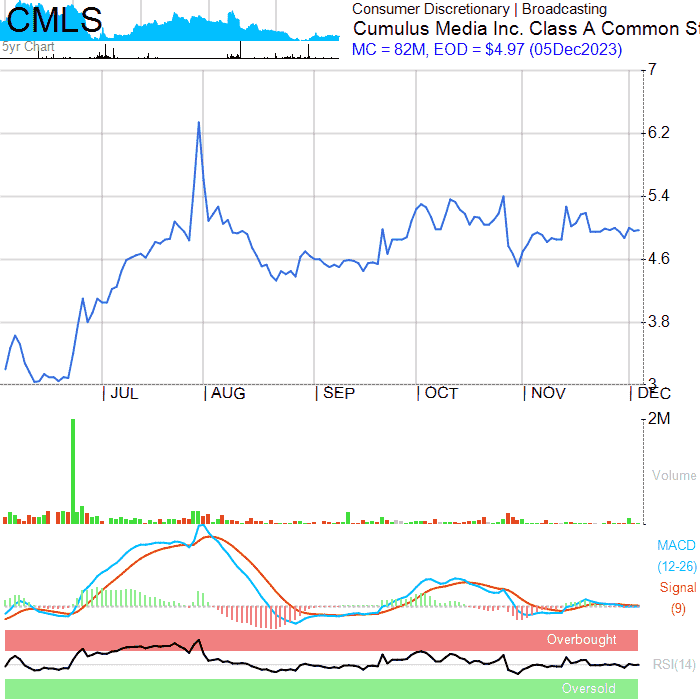 CMLS
5yr Chart
Consumer Discretionary | Broadcasting
Cumulus Media Inc. Class A Common St
MC = 82M, EOD = $4.97 (05Dec2023)
7
6.2
5.4
4.6
3.8
3
JUL AUG SEP OCT NOV DEC
2M
Volume
MACD
(12-26)
Signal
(9)
Overbought
RSI(14)
Oversold